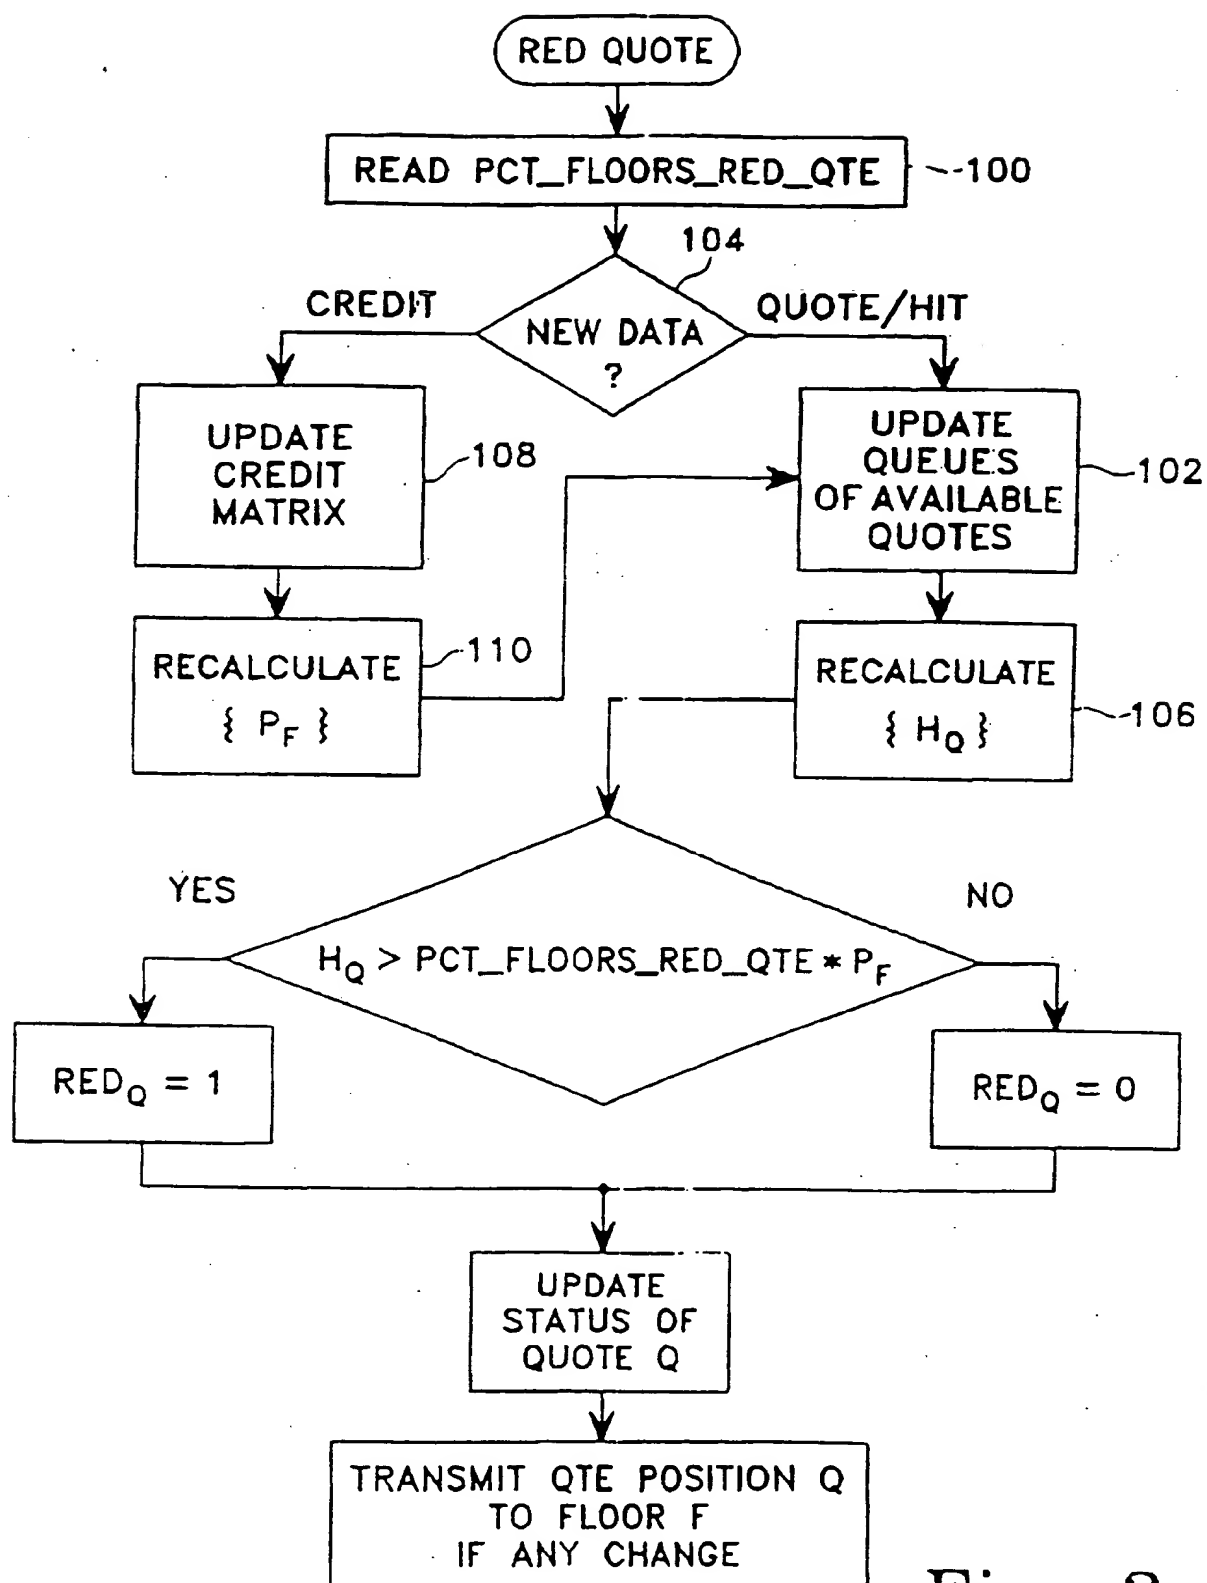 RED QUOTE
READ PCT_FLOORS_RED_QTE
100
104
CREDIT
QUOTE/HIT
NEW DATA
?
UPDATE
CREDIT
MATRIX
108
UPDATE
QUEUES
OF AVAILABLE
QUOTES
102
RECALCULATE
{ P_F }
110
RECALCULATE
{ H_Q }
106
YES
NO
H_Q > PCT_FLOORS_RED_QTE * P_F
RED_Q = 1
RED_Q = 0
UPDATE
STATUS OF
QUOTE Q
TRANSMIT QTE POSITION Q
TO FLOOR F
IF ANY CHANGE